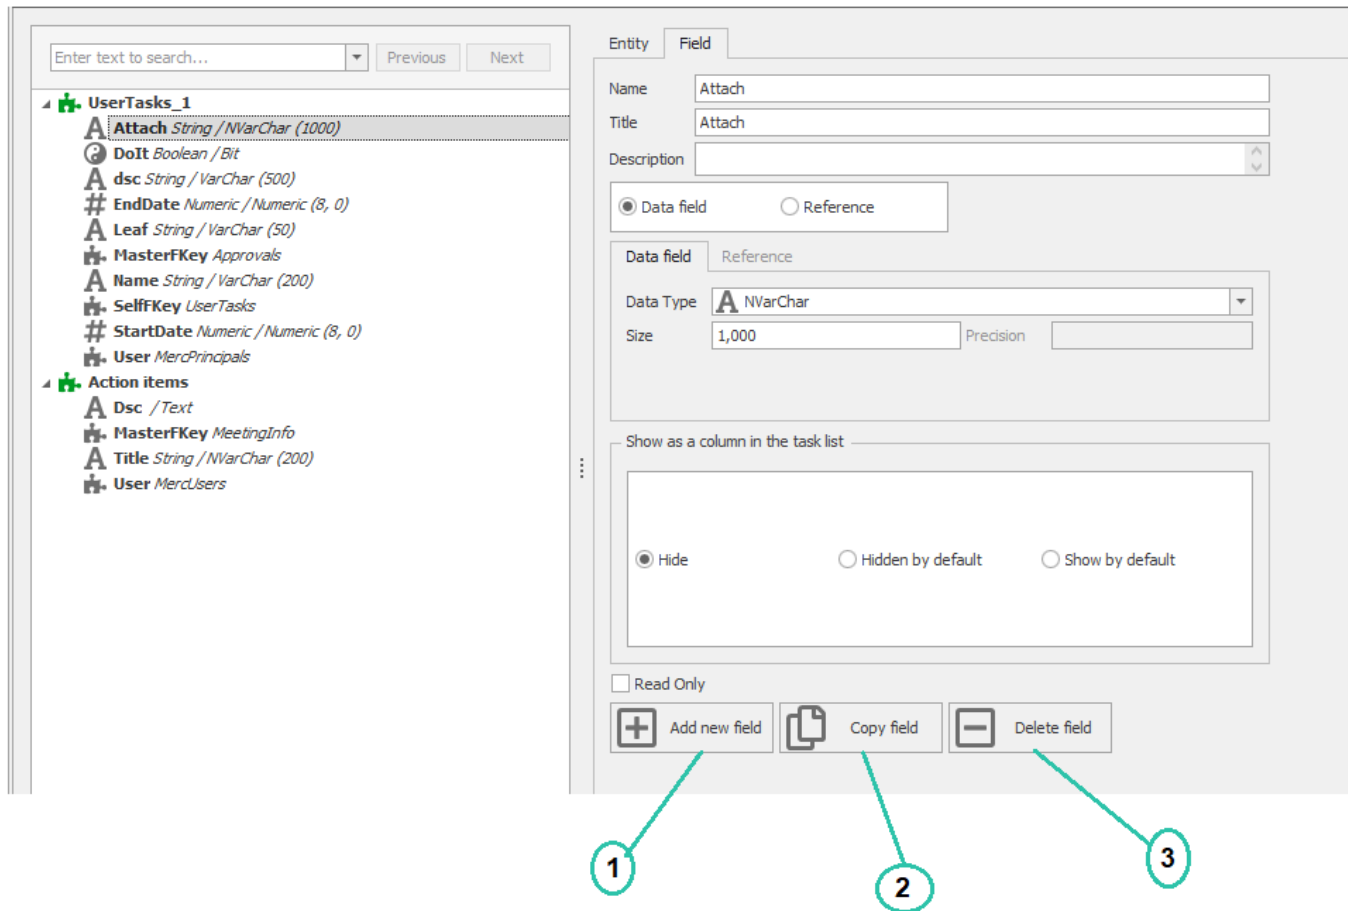 Enter text to search...
Previous
Next
UserTasks_1
Attach String / NVarChar (1000)
DoIt Boolean / Bit
dsc String / VarChar (500)
EndDate Numeric / Numeric (8, 0)
Leaf String / VarChar (50)
MasterFKey Approvals
Name String / VarChar (200)
SelfFKey UserTasks
StartDate Numeric / Numeric (8, 0)
User MercPrincipals
Action items
Dsc / Text
MasterFKey MeetingInfo
Title String / NVarChar (200)
User MercUsers
Entity Field
Name Attach
Title Attach
Description
Data field Reference
Data field Reference
Data Type A NVarChar
Size 1,000 Precision
Show as a column in the task list
Hide Hidden by default Show by default
Read Only
Add new field Copy field Delete field
1
2
3